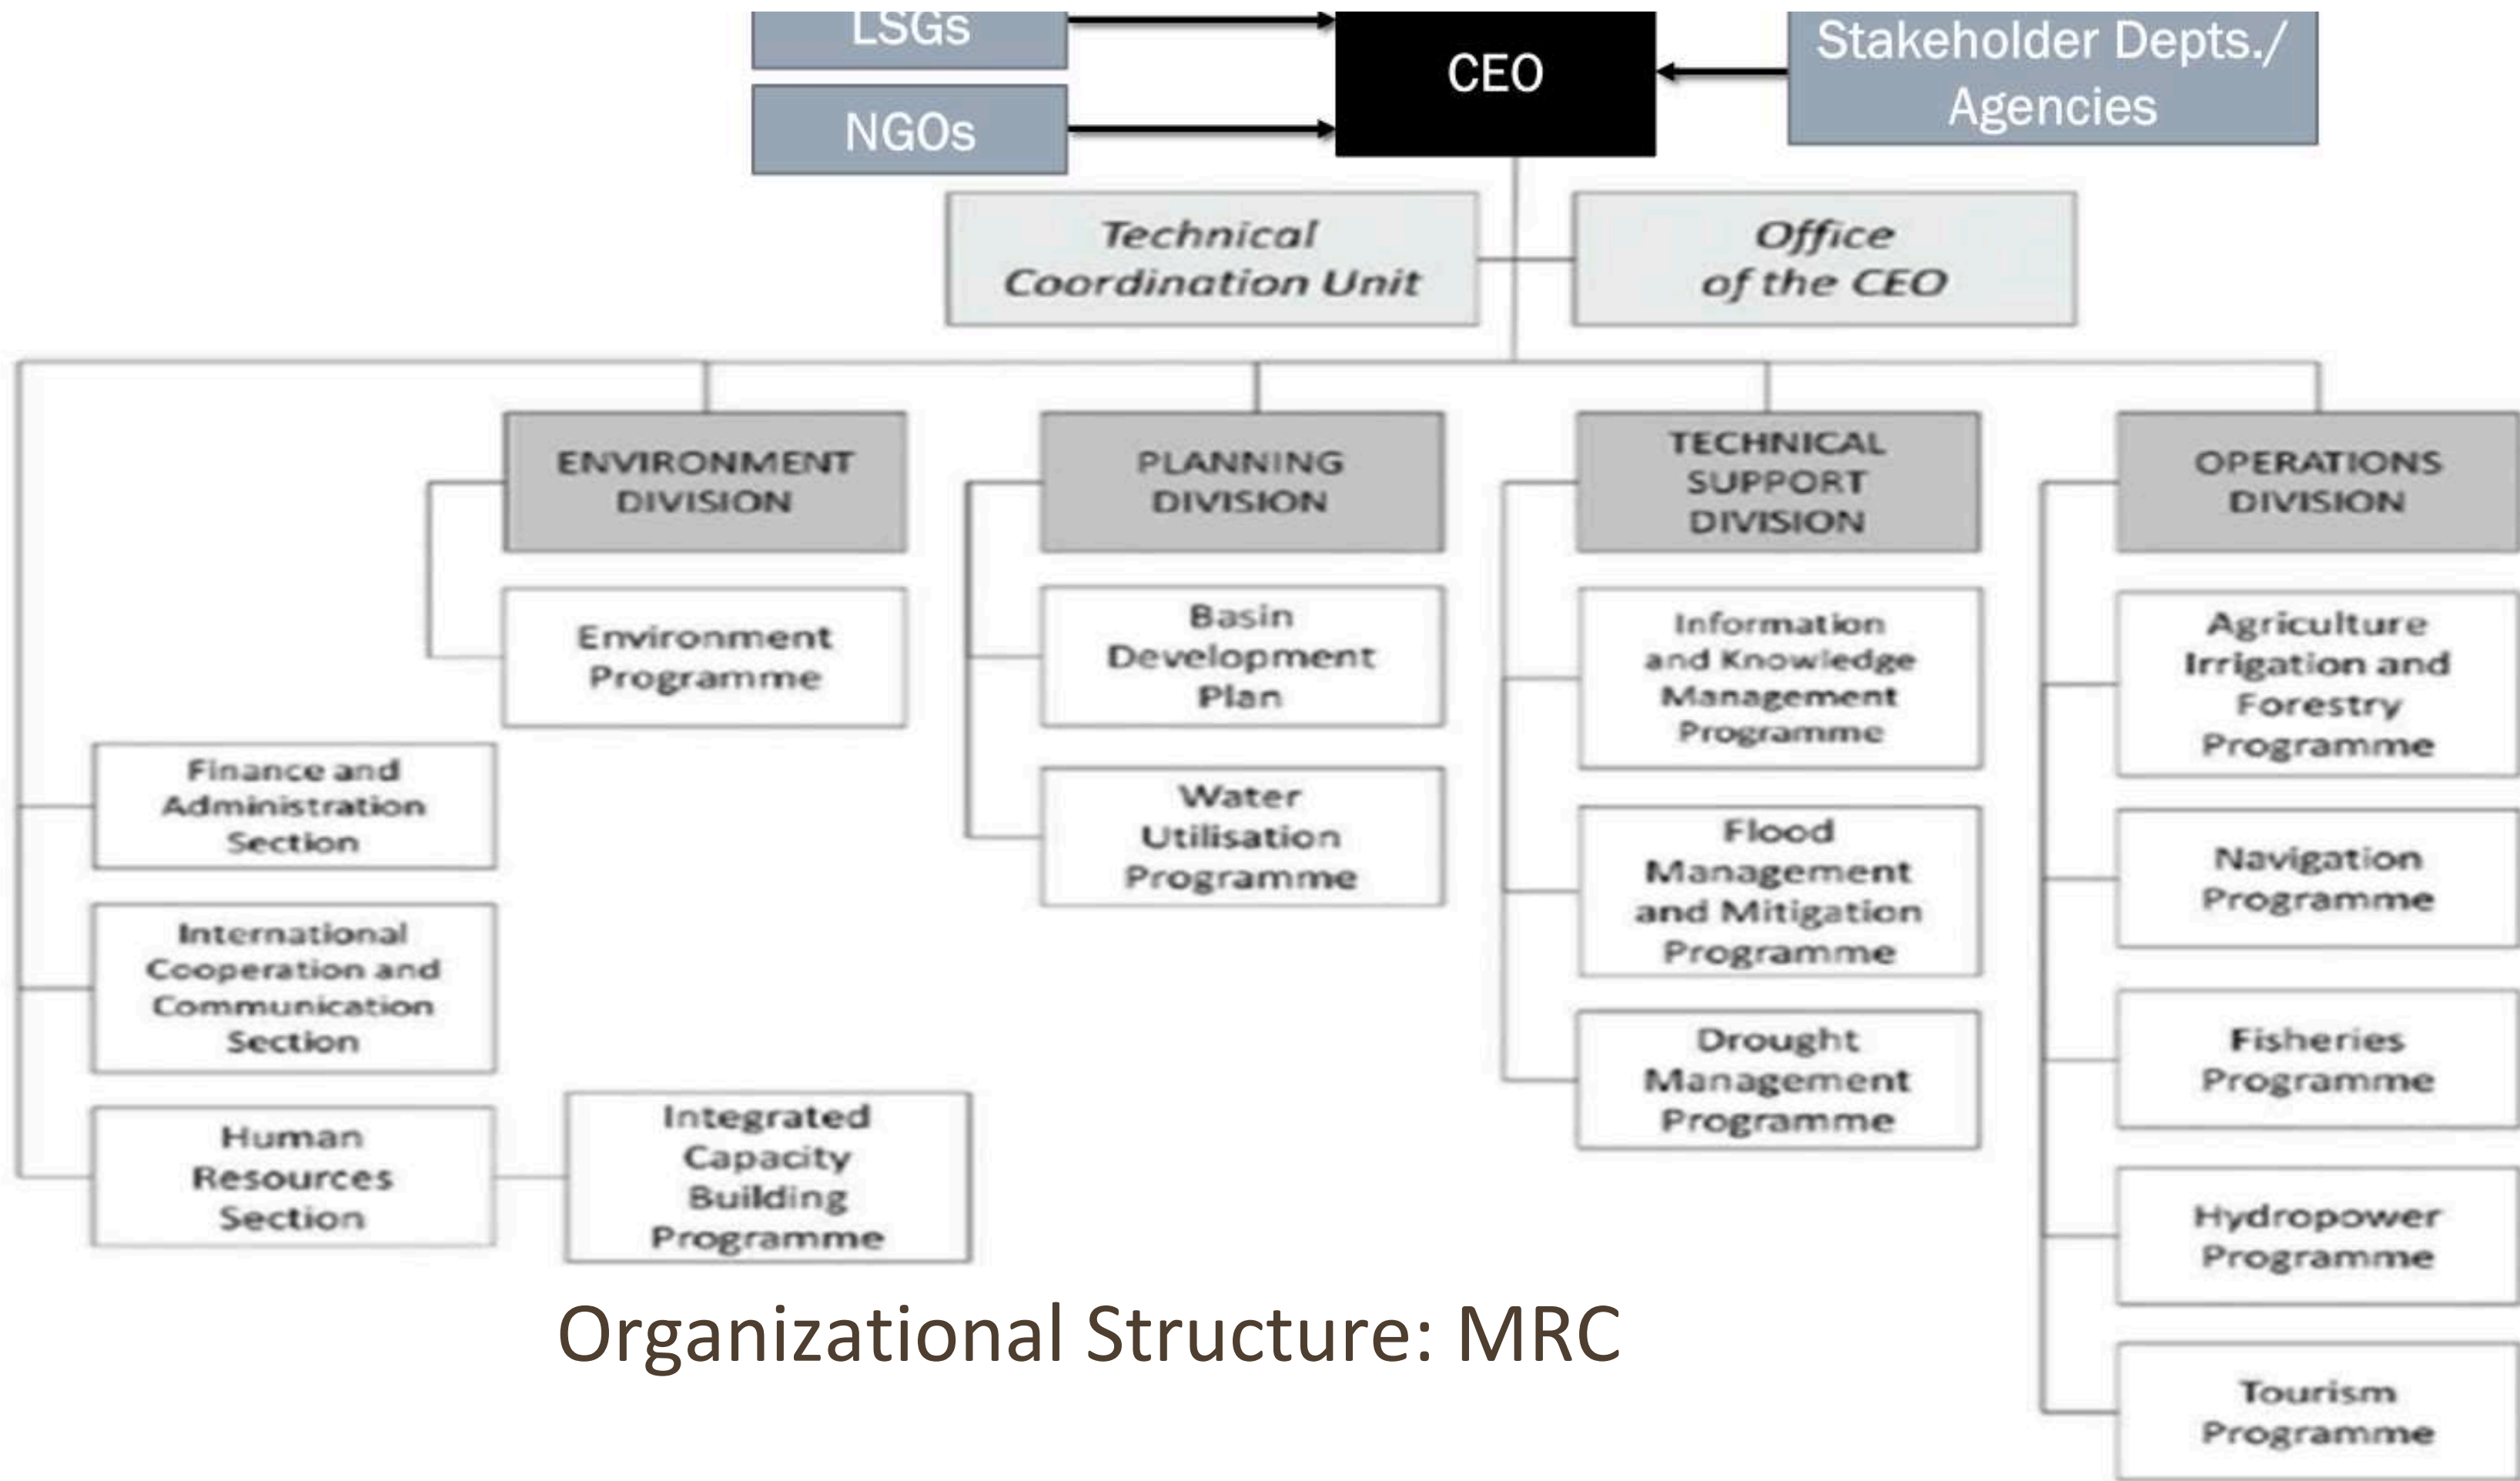 LSGs
CEO
Stakeholder Depts./
Agencies
NGOs
Technical
Coordination Unit
Office
of the CEO
ENVIRONMENT
DIVISION
PLANNING
DIVISION
TECHNICAL
SUPPORT
DIVISION
OPERATIONS
DIVISION
Environment
Programme
Basin
Development
Plan
Information
and Knowledge
Management
Programme
Agriculture
Irrigation and
Forestry
Programme
Finance and
Administration
Section
Water
Utilisation
Programme
Flood
Management
and Mitigation
Programme
Navigation
Programme
International
Cooperation and
Communication
Section
Drought
Management
Programme
Fisheries
Programme
Human
Resources
Section
Integrated
Capacity
Building
Programme
Hydropower
Programme
Tourism
Programme
Organizational Structure: MRC